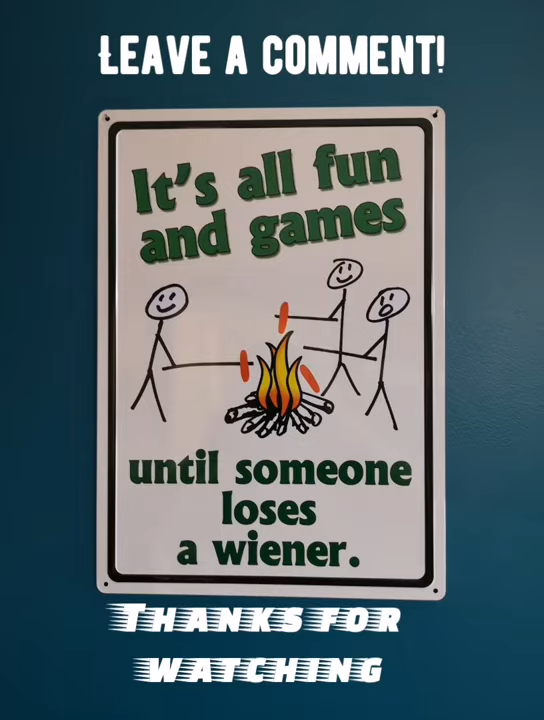 LEAVE A COMMENT!
It's all fun
and games
until someone
loses
a wiener.
THANKS FOR
WATCHING